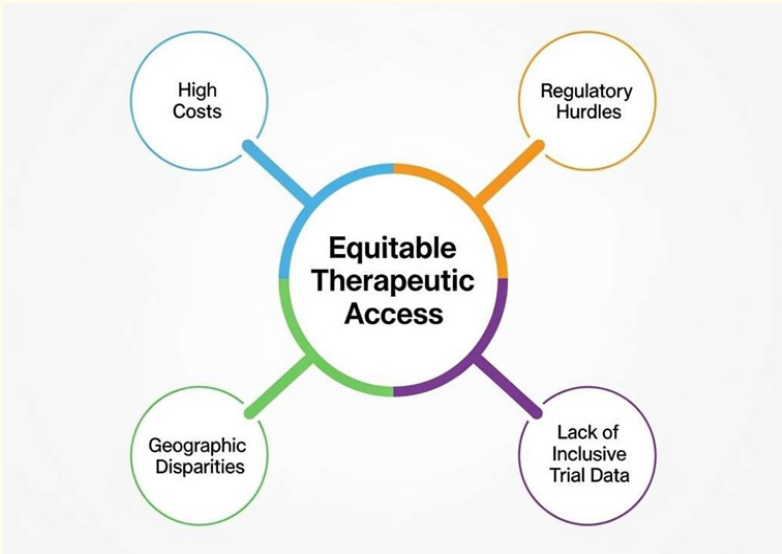 High
Costs
Regulatory
Hurdles
Equitable
Therapeutic
Access
Geographic
Disparities
Lack of
Inclusive
Trial Data